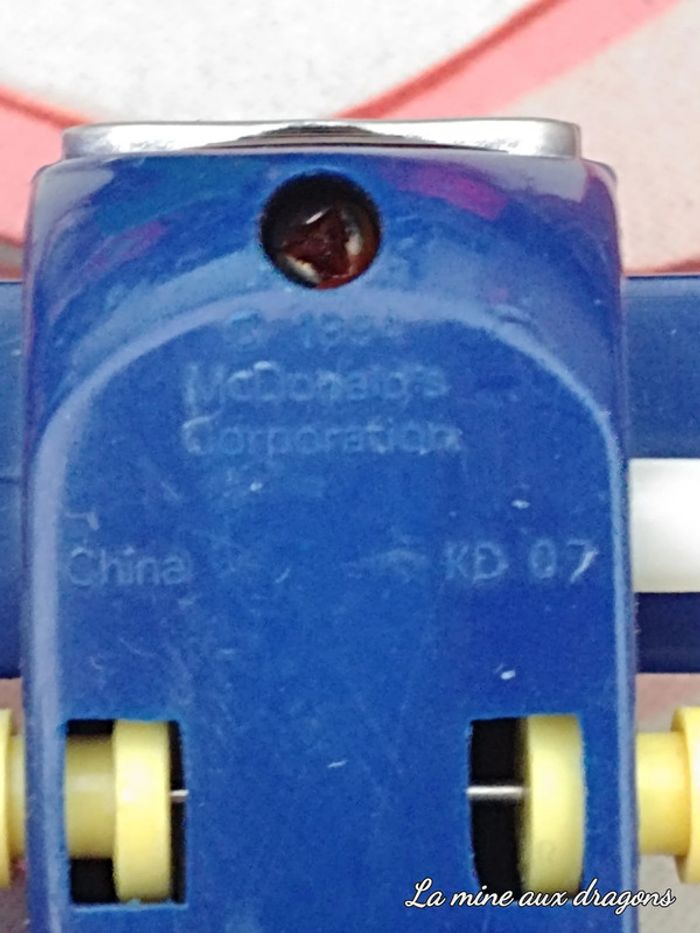 McDonald's
Corporation
China
KD 07
La mine aux dragons